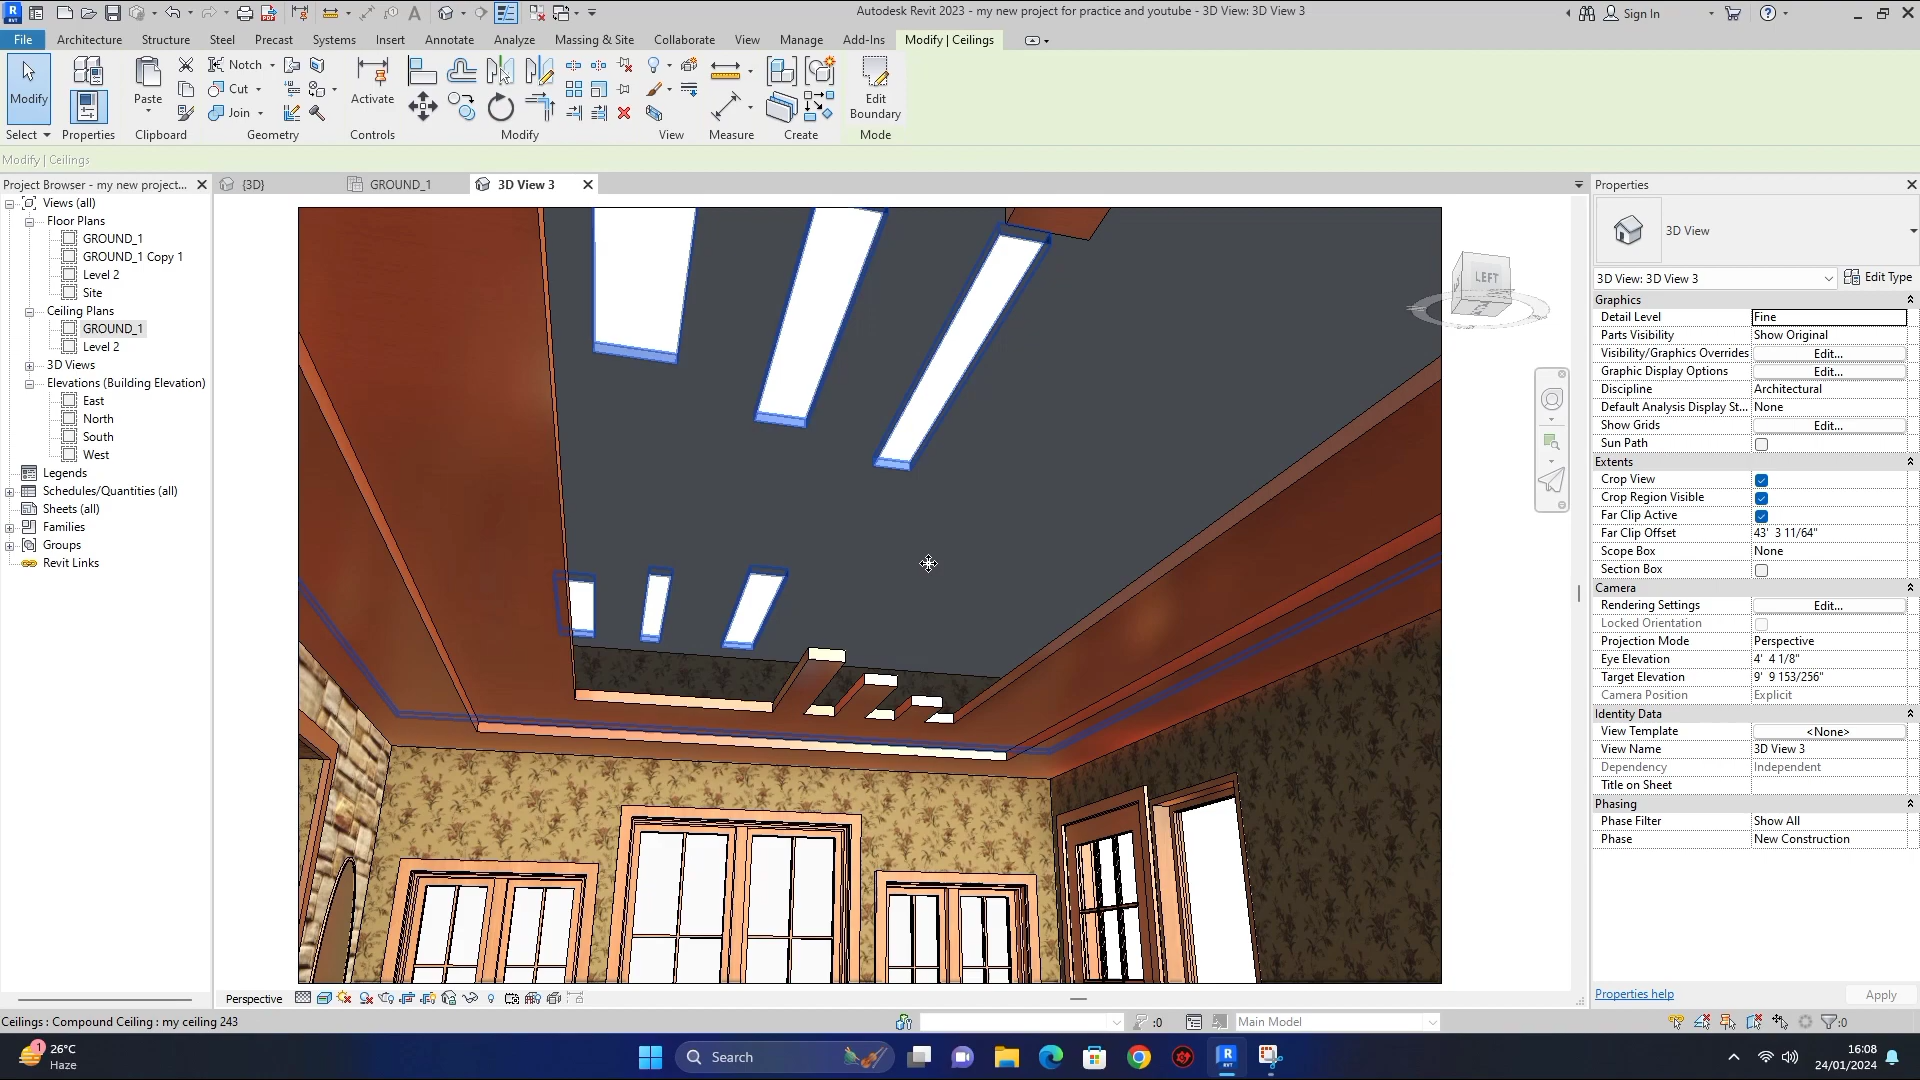 Autodesk Revit 2023 - my new project for practice and youtube - 3D View: 3D View 3
Sign In
File
Architecture
Structure
Steel
Precast
Systems
Insert
Annotate
Analyze
Massing & Site
Collaborate
View
Manage
Add-Ins
Modify | Ceilings
Modify
Paste
Notch
Cut
Join
Activate
Edit
Boundary
Select
Properties
Clipboard
Geometry
Controls
Modify
View
Measure
Create
Mode
Modify | Ceilings
Project Browser - my new project...
{3D}
GROUND_1
3D View 3
Properties
Views (all)
Floor Plans
GROUND_1
GROUND_1 Copy 1
Level 2
Site
Ceiling Plans
GROUND_1
Level 2
3D Views
Elevations (Building Elevation)
East
North
South
West
Legends
Schedules/Quantities (all)
Sheets (all)
Families
Groups
Revit Links
LEFT
3D View
3D View: 3D View 3
Edit Type
Graphics
Detail Level Fine
Parts Visibility Show Original
Visibility/Graphics Overrides Edit...
Graphic Display Options Edit...
Discipline Architectural
Default Analysis Display St... None
Show Grids Edit...
Sun Path
Extents
Crop View
Crop Region Visible
Far Clip Active
Far Clip Offset 43' 3 11/64"
Scope Box None
Section Box
Camera
Rendering Settings Edit...
Locked Orientation
Projection Mode Perspective
Eye Elevation 4' 4 1/8"
Target Elevation 9' 9 153/256"
Camera Position Explicit
Identity Data
View Template <None>
View Name 3D View 3
Dependency Independent
Title on Sheet
Phasing
Phase Filter Show All
Phase New Construction
Properties help
Apply
Perspective
Ceilings : Compound Ceiling : my ceiling 243
:0
Main Model
:0
1
26°C
Haze
Search
16:08
24/01/2024